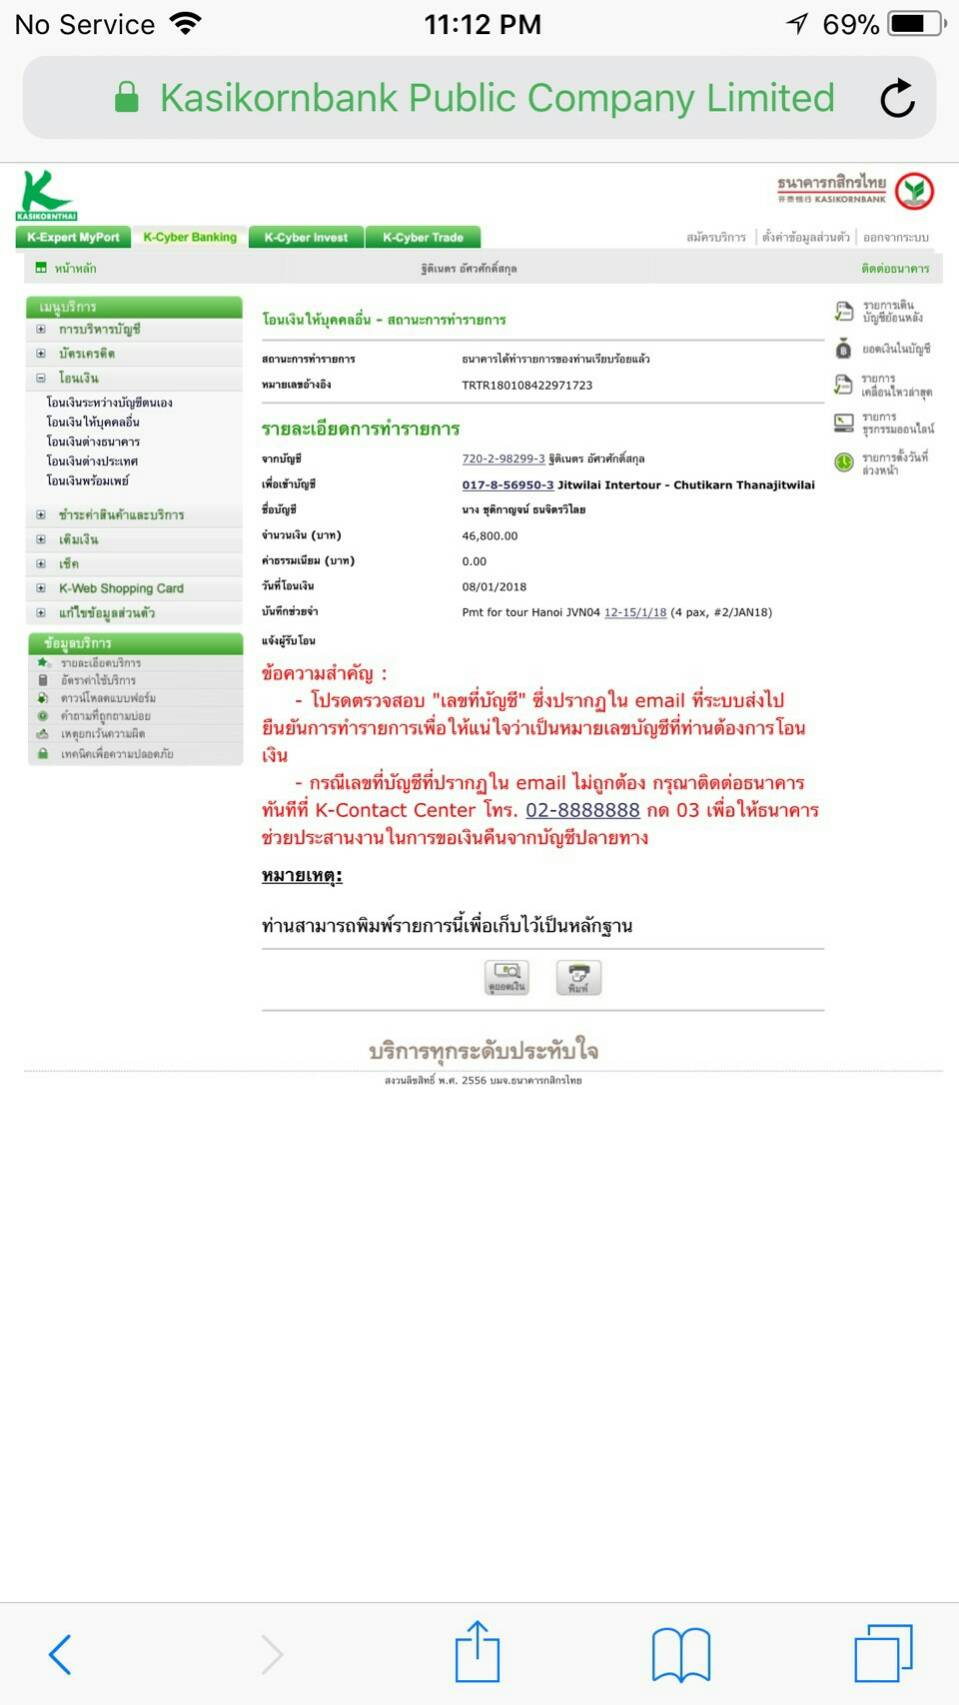 No Service
11:12 PM
69%
Kasikornbank Public Company Limited
KASIKORNTHAI
ธนาคารกสิกรไทย
开泰银行 KASIKORNBANK
K-Expert MyPort
K-Cyber Banking
K-Cyber Invest
K-Cyber Trade
สมัครบริการ | ตั้งค่าข้อมูลส่วนตัว | ออกจากระบบ
หน้าหลัก
ฐิติเนตร อัศวศักดิ์สกุล
ติดต่อธนาคาร
เมนูบริการ
การบริหารบัญชี
บัตรเครดิต
โอนเงิน
โอนเงินระหว่างบัญชีตนเอง
โอนเงินให้บุคคลอื่น
โอนเงินต่างธนาคาร
โอนเงินต่างประเทศ
โอนเงินพร้อมเพย์
ชำระค่าสินค้าและบริการ
เติมเงิน
เช็ค
K-Web Shopping Card
แก้ไขข้อมูลส่วนตัว
ข้อมูลบริการ
รายละเอียดบริการ
อัตราค่าใช้บริการ
ดาวน์โหลดแบบฟอร์ม
คำถามที่ถูกถามบ่อย
เหตุยกเว้นความผิด
เทคนิคเพื่อความปลอดภัย
โอนเงินให้บุคคลอื่น - สถานะการทำรายการ
สถานะการทำรายการ ธนาคารได้ทำรายการของท่านเรียบร้อยแล้ว
หมายเลขอ้างอิง TRTR180108422971723
รายละเอียดการทำรายการ
จากบัญชี 720-2-98299-3 ฐิติเนตร อัศวศักดิ์สกุล
เพื่อเข้าบัญชี 017-8-56950-3 Jitwilai Intertour - Chutikarn Thanajitwilai
ชื่อบัญชี นาง ชุติกาญจน์ ธนจิตรวิไลย
จำนวนเงิน (บาท) 46,800.00
ค่าธรรมเนียม (บาท) 0.00
วันที่โอนเงิน 08/01/2018
บันทึกช่วยจำ Pmt for tour Hanoi JVN04 12-15/1/18 (4 pax, #2/JAN18)
แจ้งผู้รับโอน
ข้อความสำคัญ :
- โปรดตรวจสอบ "เลขที่บัญชี" ซึ่งปรากฏใน email ที่ระบบส่งไป
ยืนยันการทำรายการเพื่อให้แน่ใจว่าเป็นหมายเลขบัญชีที่ท่านต้องการโอน
เงิน
- กรณีเลขที่บัญชีที่ปรากฏใน email ไม่ถูกต้อง กรุณาติดต่อธนาคาร
ทันทีที่ K-Contact Center โทร. 02-8888888 กด 03 เพื่อให้ธนาคาร
ช่วยประสานงานในการขอเงินคืนจากบัญชีปลายทาง
หมายเหตุ:
ท่านสามารถพิมพ์รายการนี้เพื่อเก็บไว้เป็นหลักฐาน
ดูยอดเงิน
พิมพ์
รายการเดิน
บัญชีย้อนหลัง
ยอดเงินในบัญชี
รายการ
เคลื่อนไหวล่าสุด
รายการ
ธุรกรรมออนไลน์
รายการตั้งวันที่
ล่วงหน้า
บริการทุกระดับประทับใจ
สงวนลิขสิทธิ์ พ.ศ. 2556 บมจ.ธนาคารกสิกรไทย